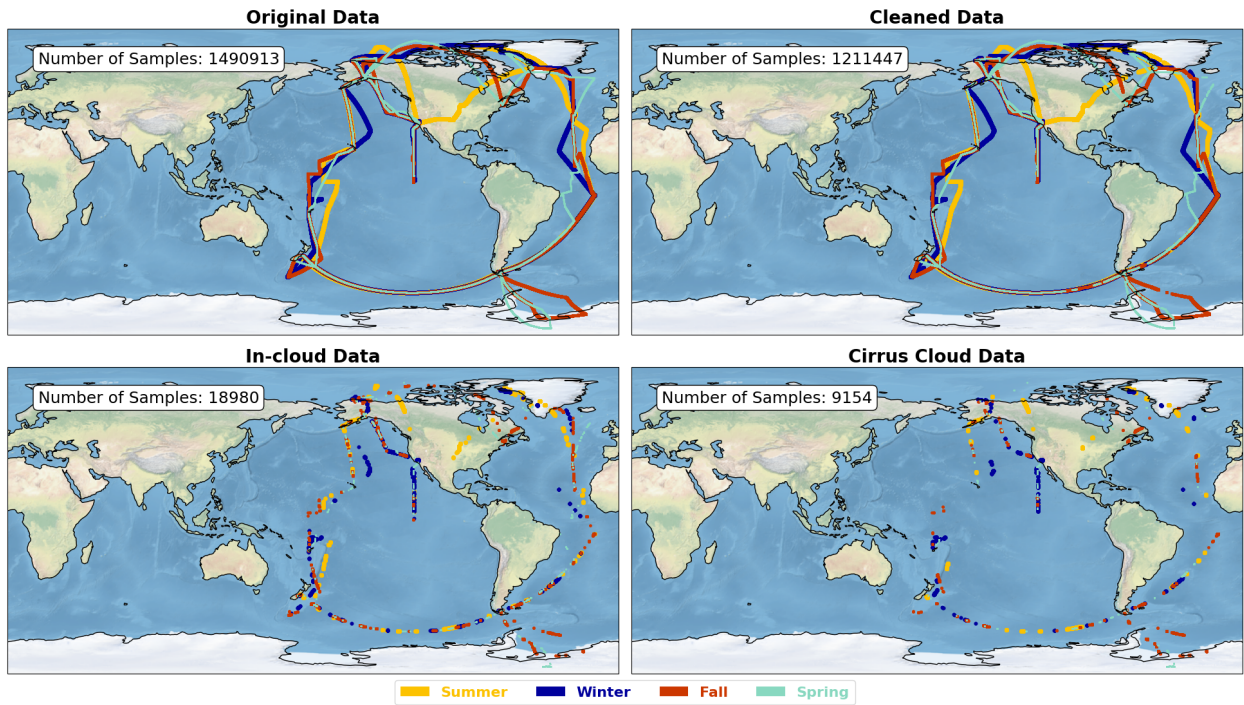 Original Data
Cleaned Data
Number of Samples: 1490913
Number of Samples: 1211447
In-cloud Data
Cirrus Cloud Data
Number of Samples: 18980
Number of Samples: 9154
Summer Winter Fall Spring